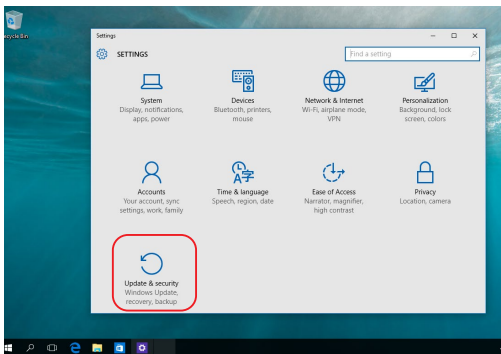 ecycle Bin
Settings
SETTINGS
Find a setting
System
Display, notifications,
apps, power
Devices
Bluetooth, printers,
mouse
Network & Internet
Wi-Fi, airplane mode,
VPN
Personalization
Background, lock
screen, colors
Accounts
Your account, sync
settings, work, family
Time & language
Speech, region, date
Ease of Access
Narrator, magnifier,
high contrast
Privacy
Location, camera
Update & security
Windows Update,
recovery, backup